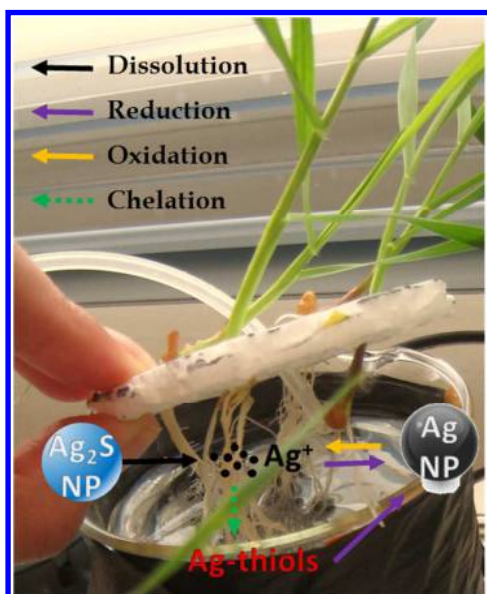 Dissolution
Reduction
Oxidation
Chelation
Ag₂S
NP
Ag⁺
Ag
NP
Ag-thiols